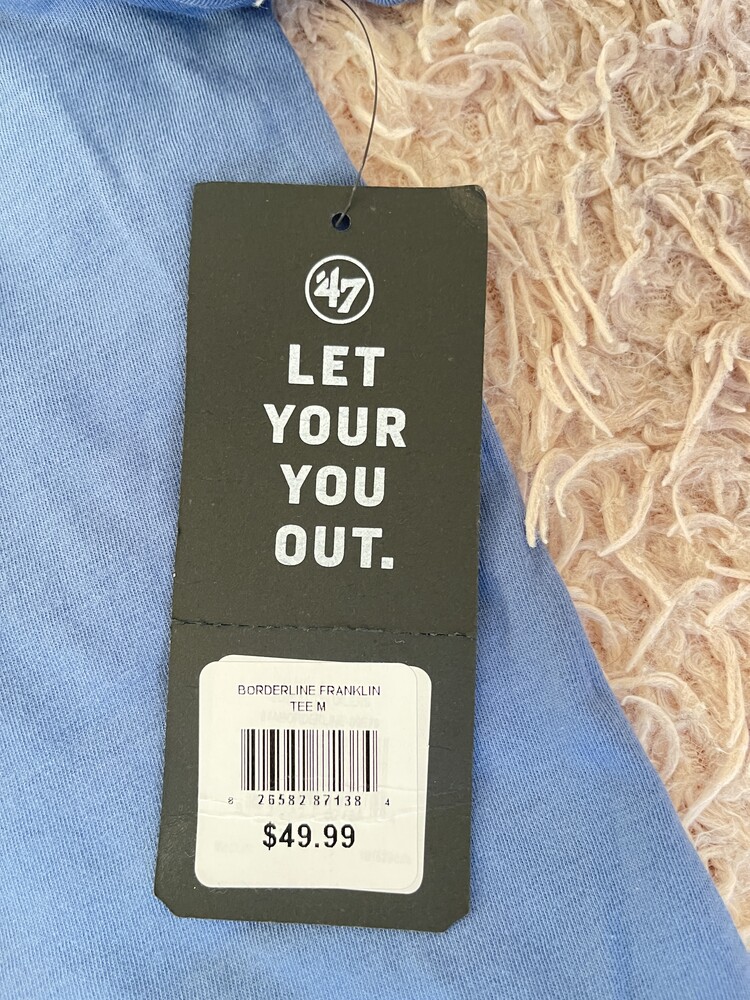 '47
LET
YOUR
YOU
OUT.
BORDERLINE FRANKLIN
TEE M
8 26582 87138 4
$49.99